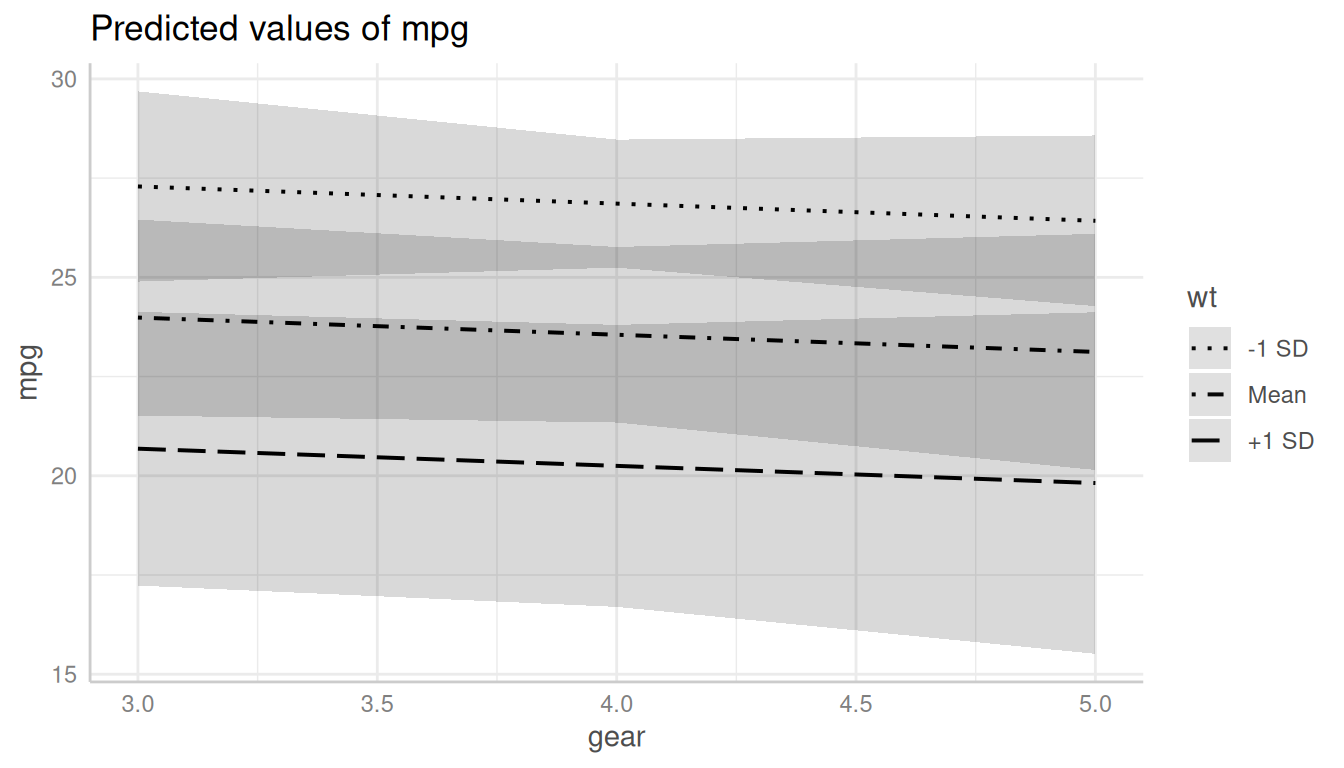 Predicted values of mpg
30
25
20
15
mpg
3.0 3.5 4.0 4.5 5.0
gear
wt
-1 SD
Mean
+1 SD